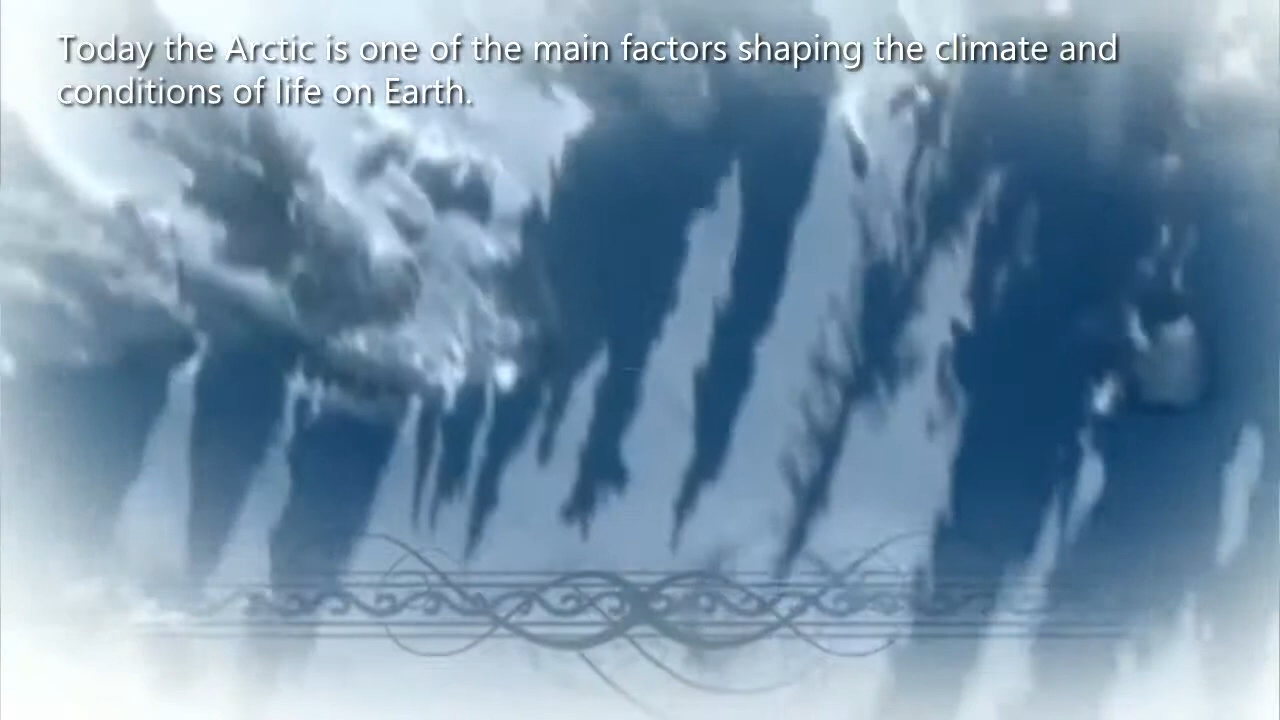 Today the Arctic is one of the main factors shaping the climate and
conditions of life on Earth.